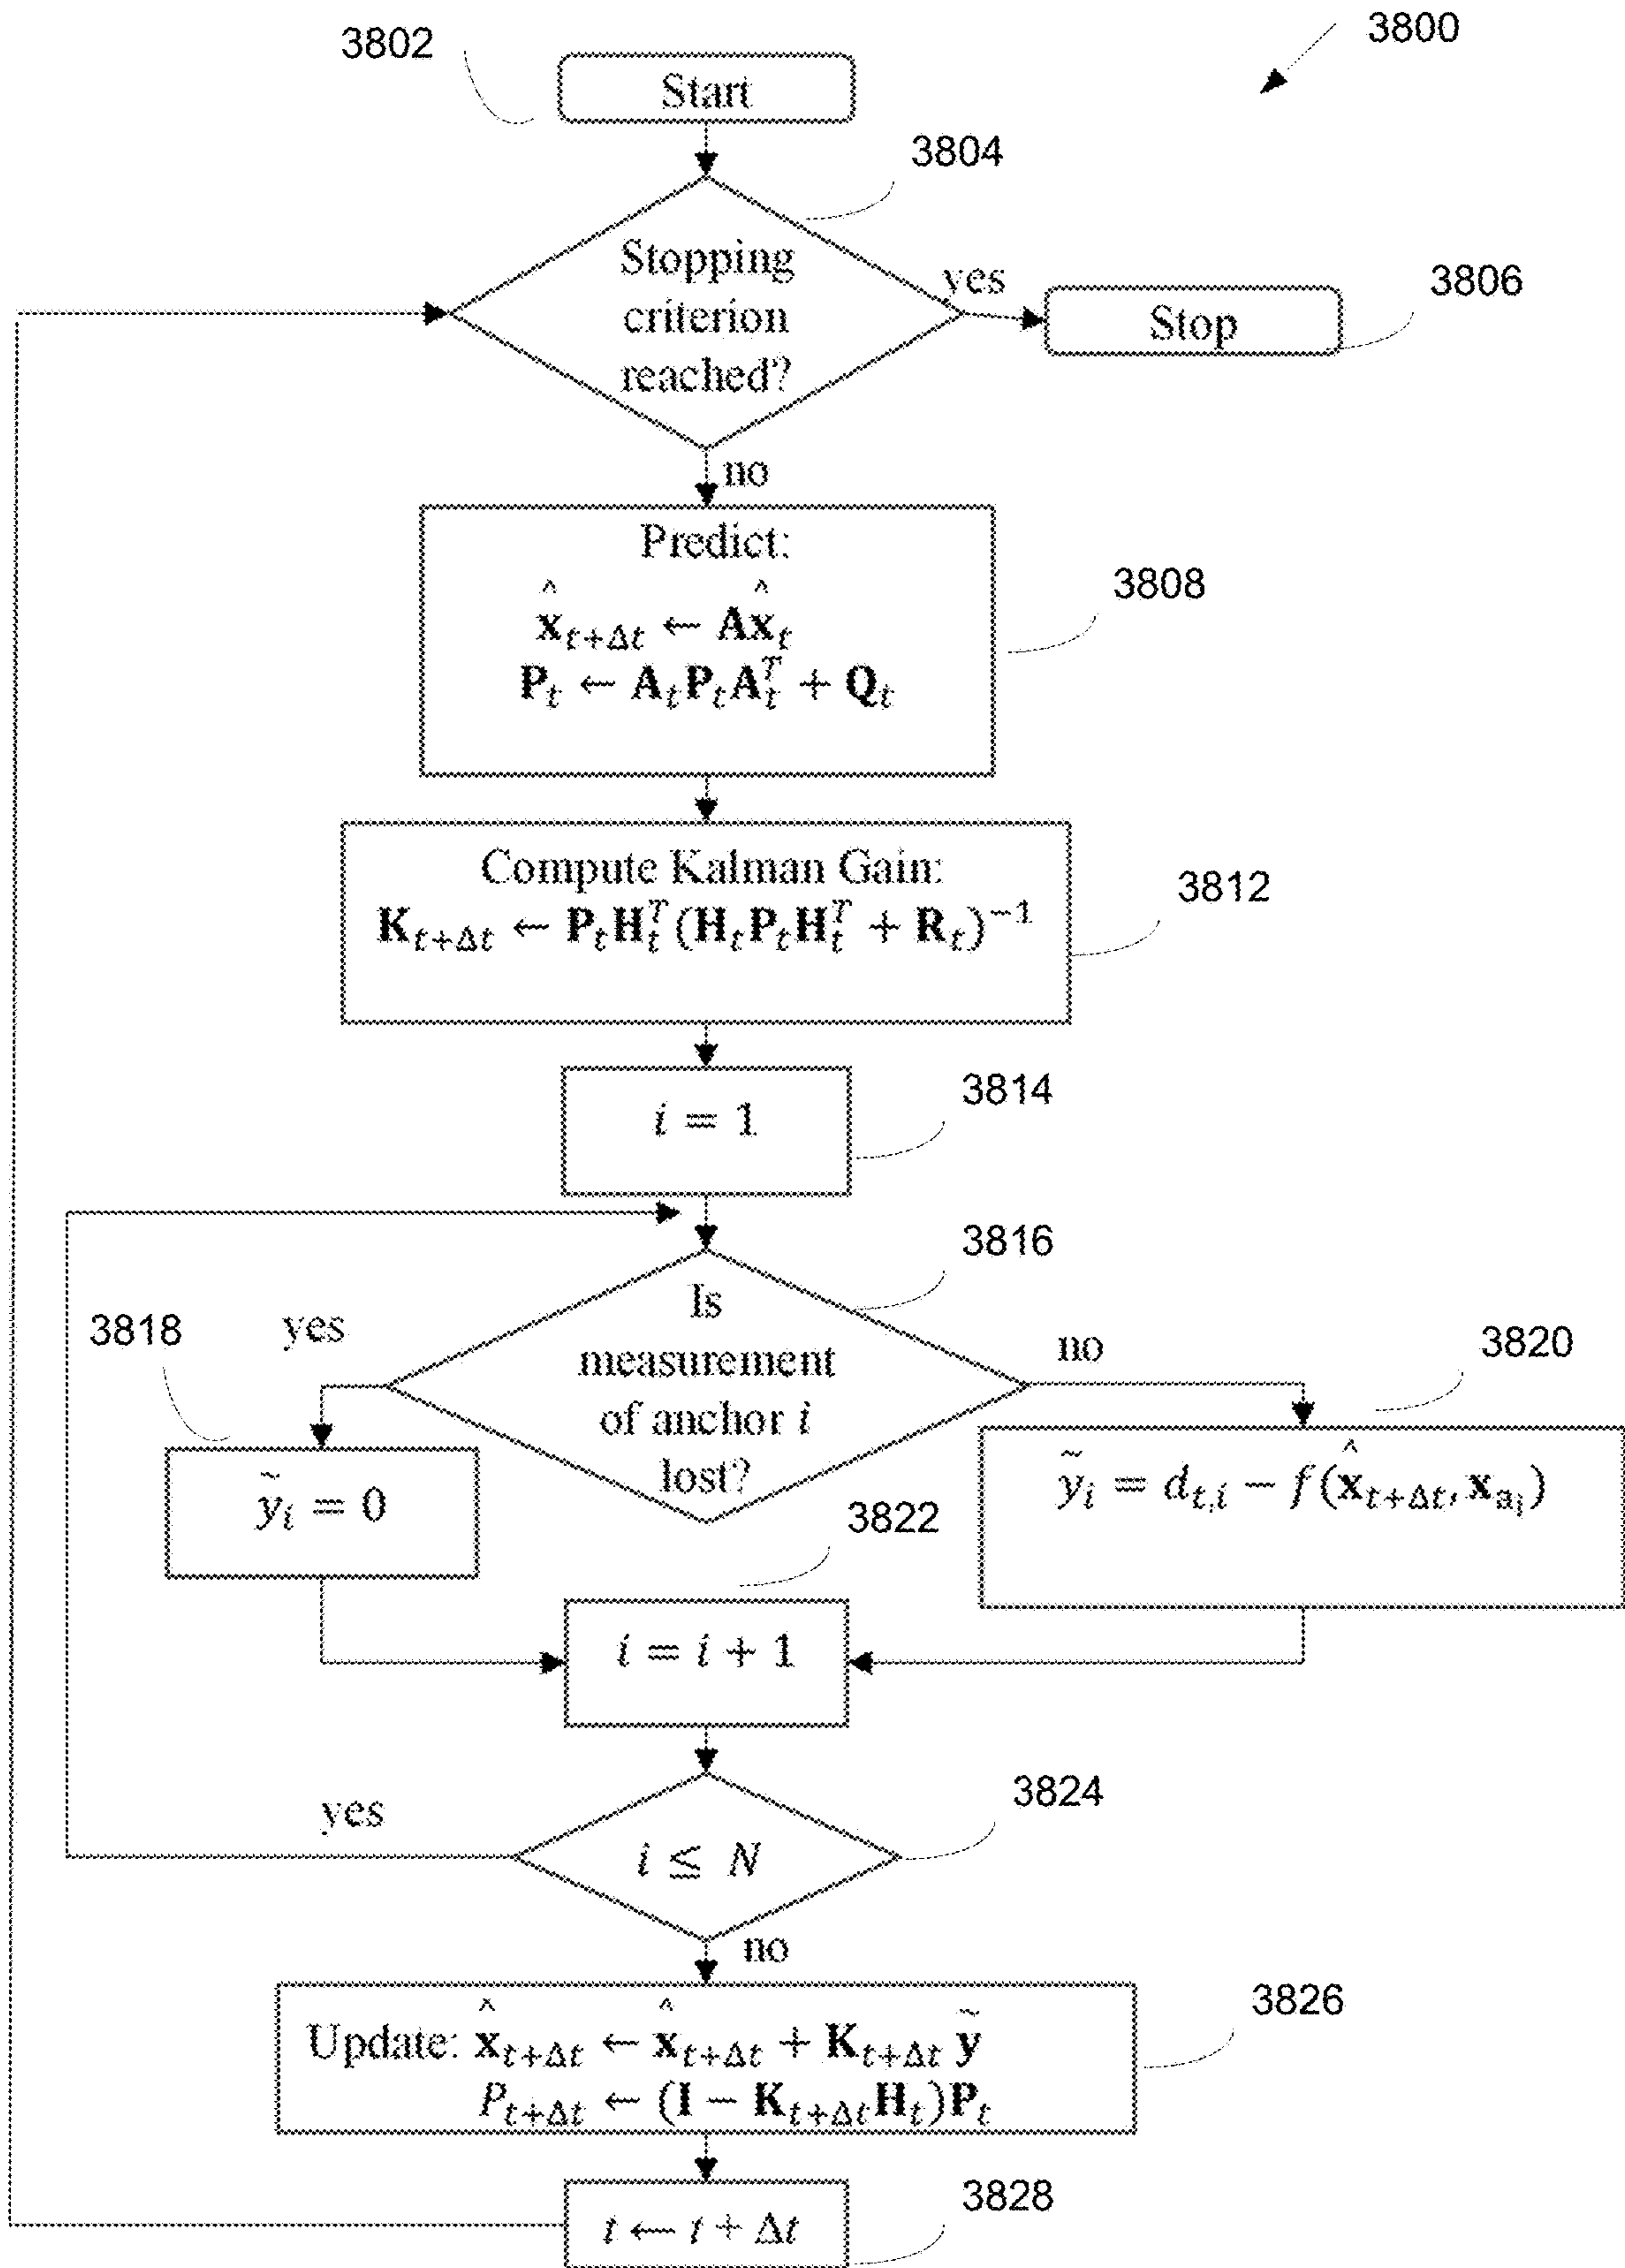 3800
3802
Start
3804
Stopping
criterion
reached?
yes
3806
Stop
no
3808
Predict:
x̂_{t+Δt} ← Ax̂_t
P_t ← A_t P_t A_t^T + Q_t
3812
Compute Kalman Gain:
K_{t+Δt} ← P_t H_t^T (H_t P_t H_t^T + R_t)^{-1}
3814
i = 1
3816
Is
measurement
of anchor i
lost?
yes
3818
ỹ_i = 0
no
3820
ỹ_i = d_{t,i} − f(x̂_{t+Δt}, x_{a_i})
3822
i = i + 1
3824
i ≦ N
yes
no
3826
Update: x̂_{t+Δt} ← x̂_{t+Δt} + K_{t+Δt} ỹ
P_{t+Δt} ← (I − K_{t+Δt} H_t)P_t
3828
t ← t + Δt